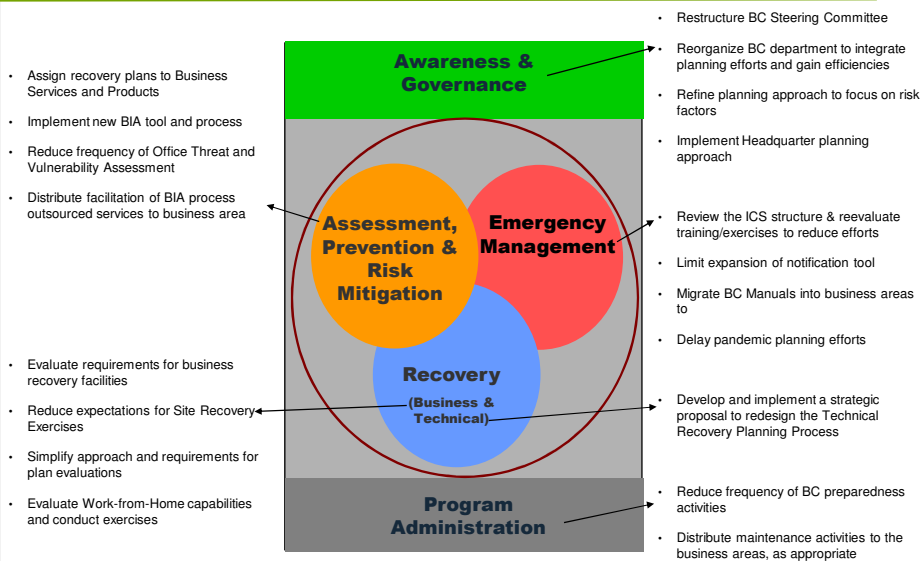 • Restructure BC Steering Committee
• Reorganize BC department to integrate
planning efforts and gain efficiencies
• Refine planning approach to focus on risk
factors
• Implement Headquarter planning
approach
Awareness &
Governance
• Assign recovery plans to Business
Services and Products
• Implement new BIA tool and process
• Reduce frequency of Office Threat and
Vulnerability Assessment
• Distribute facilitation of BIA process
outsourced services to business area
Assessment,
Prevention &
Risk
Mitigation
Emergency
Management
• Review the ICS structure & reevaluate
training/exercises to reduce efforts
• Limit expansion of notification tool
• Migrate BC Manuals into business areas
to
• Delay pandemic planning efforts
• Evaluate requirements for business
recovery facilities
• Reduce expectations for Site Recovery
Exercises
• Simplify approach and requirements for
plan evaluations
• Evaluate Work-from-Home capabilities
and conduct exercises
Recovery
(Business &
Technical)
• Develop and implement a strategic
proposal to redesign the Technical
Recovery Planning Process
Program
Administration
• Reduce frequency of BC preparedness
activities
• Distribute maintenance activities to the
business areas, as appropriate